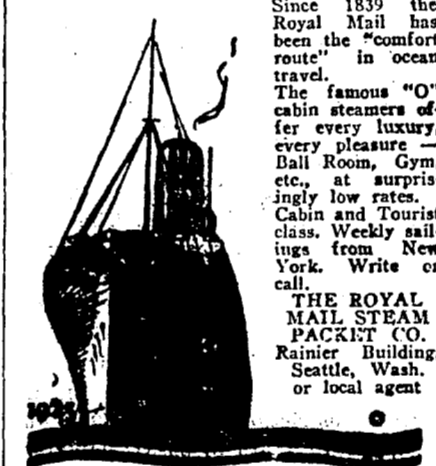 Since 1839 the
Royal Mail has
been the "comfort
route" in ocean
travel.
The famous "O"
cabin steamers of-
fer every luxury,
every pleasure —
Ball Room, Gym
etc., at surpris-
ingly low rates.
Cabin and Tourist
class. Weekly sail-
ings from New
York. Write or
call.
THE ROYAL
MAIL STEAM
PACKET CO.
Rainier Building
Seattle, Wash.
or local agent